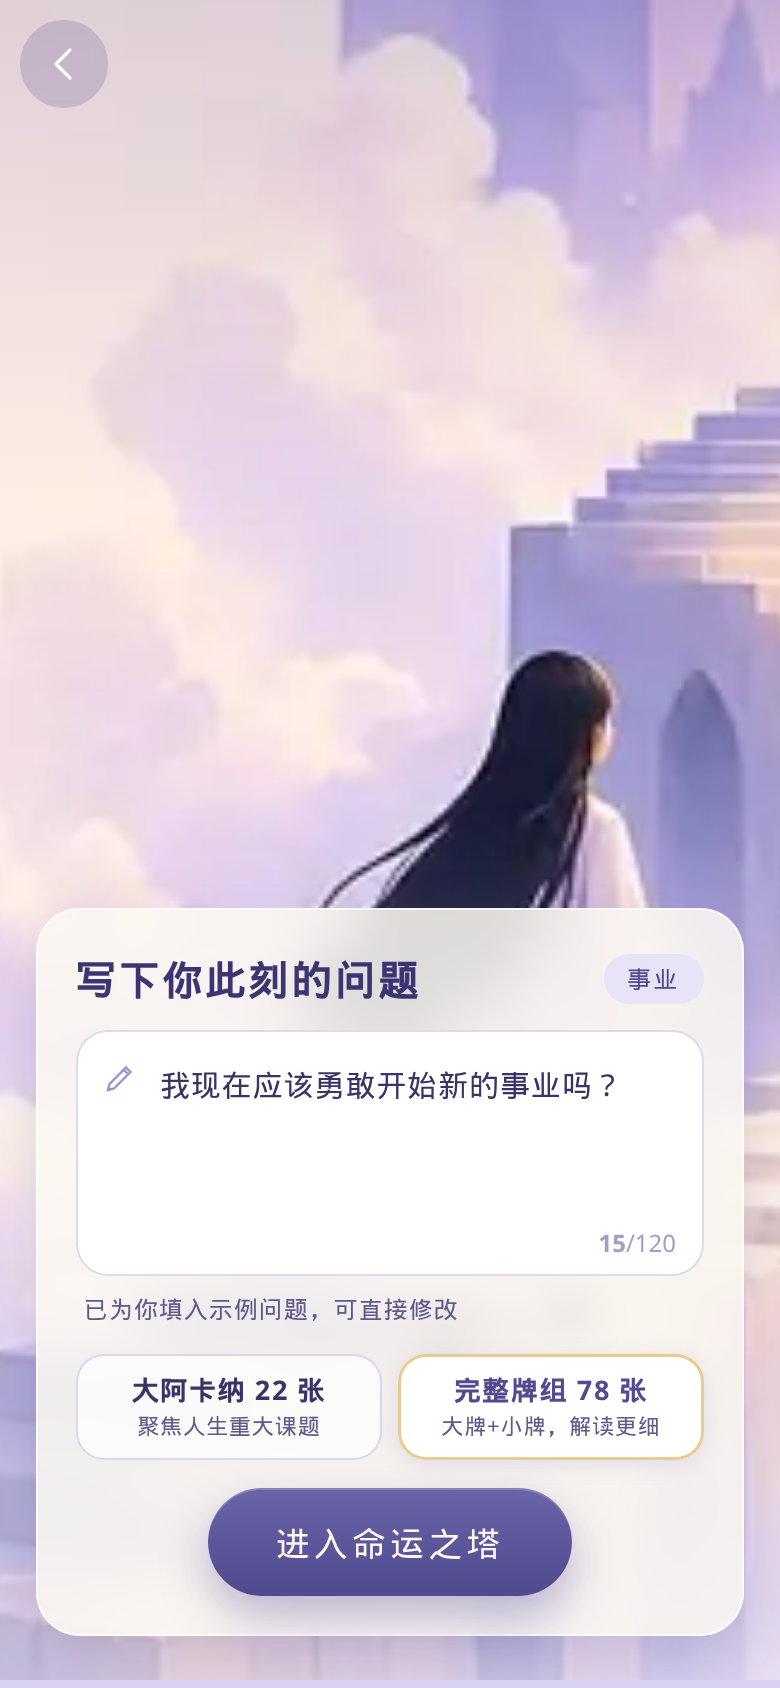 写下你此刻的问题
事业
我现在应该勇敢开始新的事业吗？
15/120
已为你填入示例问题，可直接修改
大阿卡纳 22 张
聚焦人生重大课题
完整牌组 78 张
大牌+小牌，解读更细
进入命运之塔